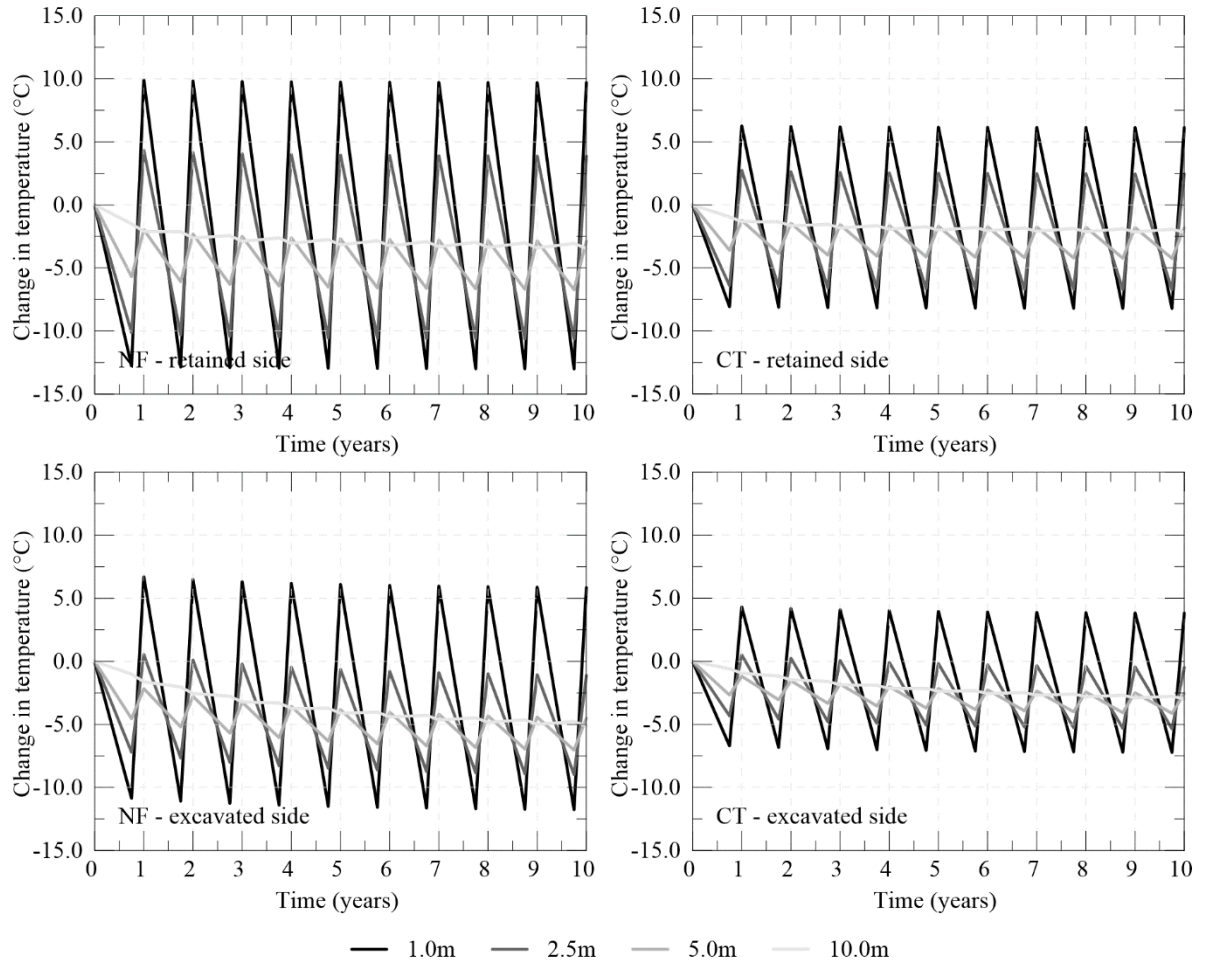 15.0
10.0
5.0
0.0
-5.0
-10.0
-15.0
Change in temperature (°C)
NF - retained side
0 1 2 3 4 5 6 7 8 9 10
Time (years)
15.0
10.0
5.0
0.0
-5.0
-10.0
-15.0
Change in temperature (°C)
CT - retained side
0 1 2 3 4 5 6 7 8 9 10
Time (years)
15.0
10.0
5.0
0.0
-5.0
-10.0
-15.0
Change in temperature (°C)
NF - excavated side
0 1 2 3 4 5 6 7 8 9 10
Time (years)
15.0
10.0
5.0
0.0
-5.0
-10.0
-15.0
Change in temperature (°C)
CT - excavated side
0 1 2 3 4 5 6 7 8 9 10
Time (years)
1.0m 2.5m 5.0m 10.0m